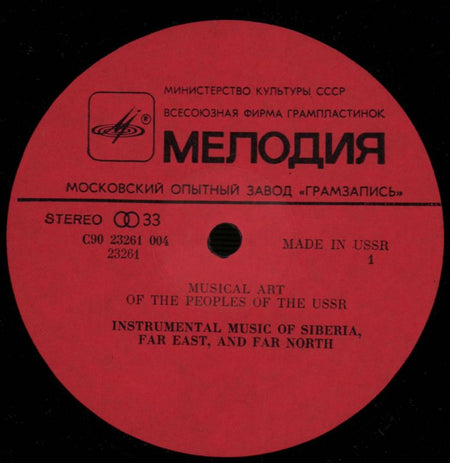 МИНИСТЕРСТВО КУЛЬТУРЫ СССР
ВСЕСОЮЗНАЯ ФИРМА ГРАМПЛАСТИНОК
®
МЕЛОДИЯ
МОСКОВСКИЙ ОПЫТНЫЙ ЗАВОД «ГРАМЗАПИСЬ»
STEREO 33
С90 23261 004
23261
MADE IN USSR
1
MUSICAL ART
OF THE PEOPLES OF THE USSR
INSTRUMENTAL MUSIC OF SIBERIA,
FAR EAST, AND FAR NORTH